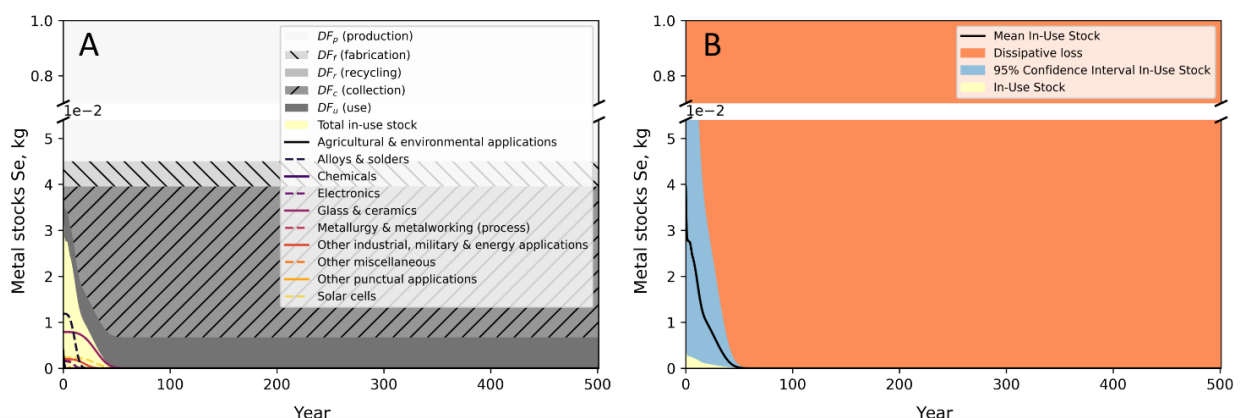 A
1.0
0.8
1e-2
5
4
3
2
1
0
Metal stocks Se, kg
0 100 200 300 400 500
Year
DFp (production)
DFf (fabrication)
DFr (recycling)
DFc (collection)
DFu (use)
Total in-use stock
Agricultural & environmental applications
Alloys & solders
Chemicals
Electronics
Glass & ceramics
Metallurgy & metalworking (process)
Other industrial, military & energy applications
Other miscellaneous
Other punctual applications
Solar cells
B
1.0
0.8
1e-2
5
4
3
2
1
0
Metal stocks Se, kg
0 100 200 300 400 500
Year
Mean In-Use Stock
Dissipative loss
95% Confidence Interval In-Use Stock
In-Use Stock